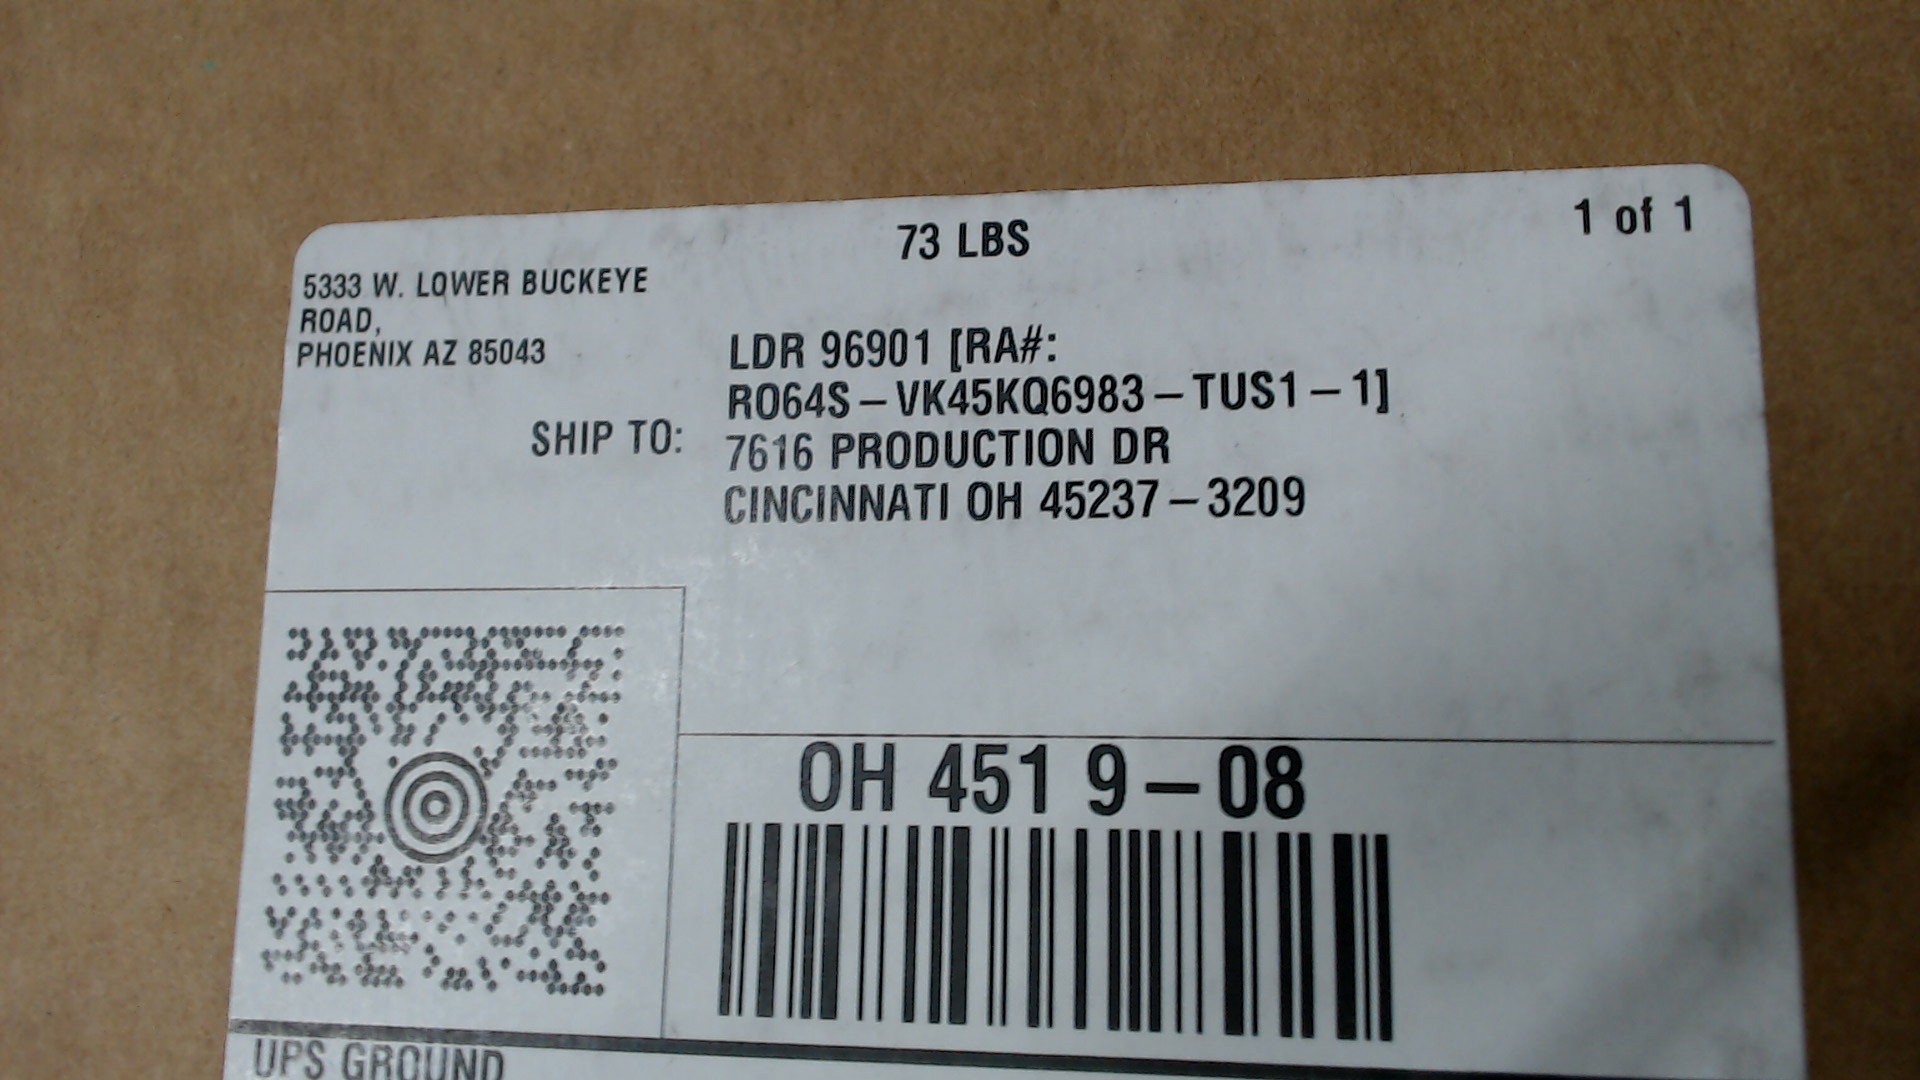 73 LBS
1 of 1
5333 W. LOWER BUCKEYE
ROAD,
PHOENIX AZ 85043
SHIP TO:
LDR 96901 [RA#:
RO64S-VK45KQ6983-TUS1-1]
7616 PRODUCTION DR
CINCINNATI OH 45237-3209
OH 451 9-08
UPS GROUND